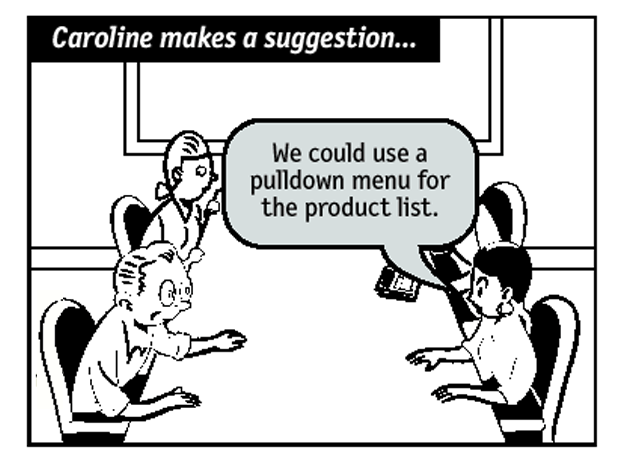 Caroline makes a suggestion...
We could use a
pulldown menu for
the product list.